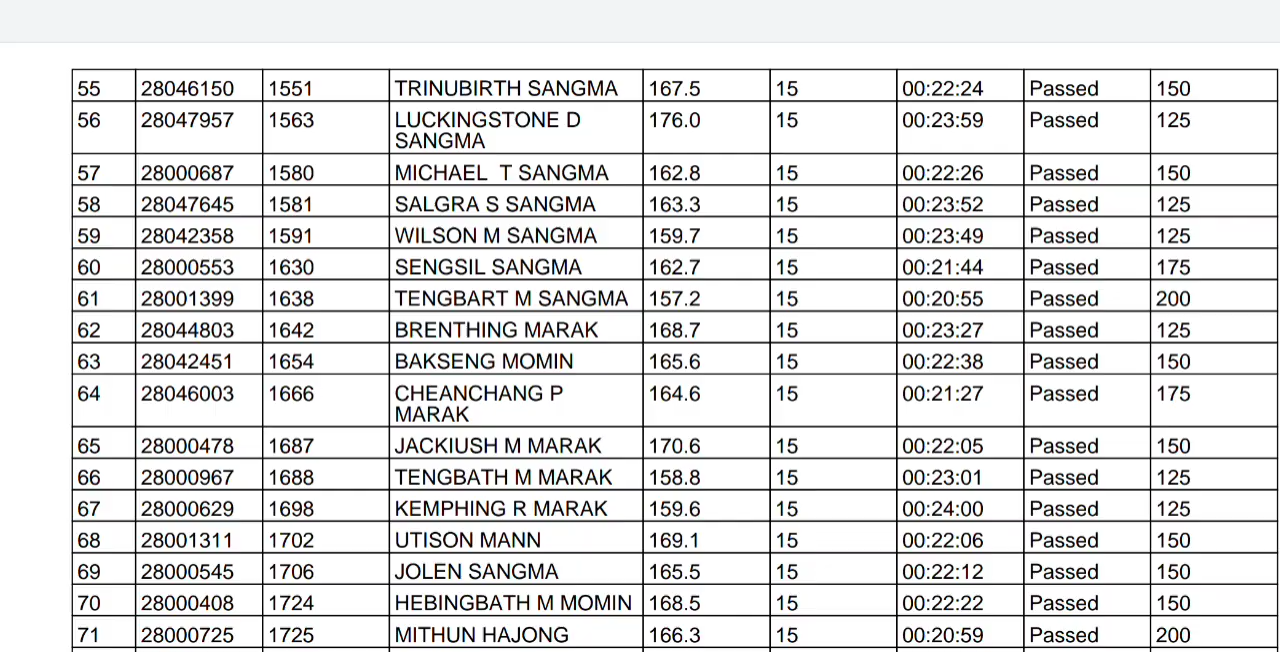 55 28046150 1551 TRINUBIRTH SANGMA 167.5 15 00:22:24 Passed 150
56 28047957 1563 LUCKINGSTONE D 176.0 15 00:23:59 Passed 125
SANGMA
57 28000687 1580 MICHAEL  T SANGMA 162.8 15 00:22:26 Passed 150
58 28047645 1581 SALGRA S SANGMA 163.3 15 00:23:52 Passed 125
59 28042358 1591 WILSON M SANGMA 159.7 15 00:23:49 Passed 125
60 28000553 1630 SENGSIL SANGMA 162.7 15 00:21:44 Passed 175
61 28001399 1638 TENGBART M SANGMA 157.2 15 00:20:55 Passed 200
62 28044803 1642 BRENTHING MARAK 168.7 15 00:23:27 Passed 125
63 28042451 1654 BAKSENG MOMIN 165.6 15 00:22:38 Passed 150
64 28046003 1666 CHEANCHANG P 164.6 15 00:21:27 Passed 175
MARAK
65 28000478 1687 JACKIUSH M MARAK 170.6 15 00:22:05 Passed 150
66 28000967 1688 TENGBATH M MARAK 158.8 15 00:23:01 Passed 125
67 28000629 1698 KEMPHING R MARAK 159.6 15 00:24:00 Passed 125
68 28001311 1702 UTISON MANN 169.1 15 00:22:06 Passed 150
69 28000545 1706 JOLEN SANGMA 165.5 15 00:22:12 Passed 150
70 28000408 1724 HEBINGBATH M MOMIN 168.5 15 00:22:22 Passed 150
71 28000725 1725 MITHUN HAJONG 166.3 15 00:20:59 Passed 200